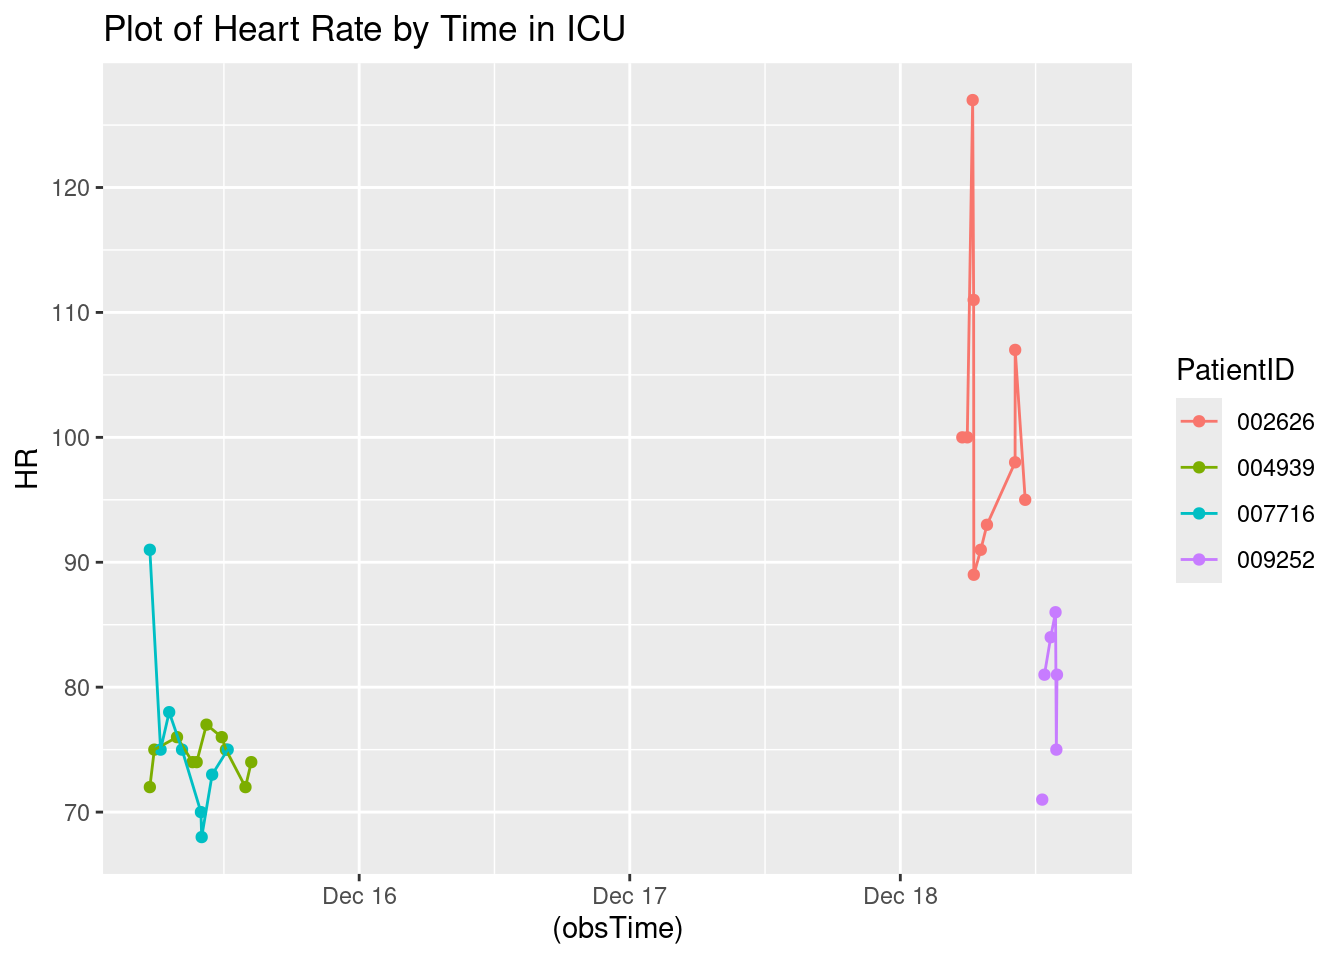 Plot of Heart Rate by Time in ICU
120
110
100
90
80
70
HR
Dec 16
Dec 17
Dec 18
(obsTime)
PatientID
002626
004939
007716
009252